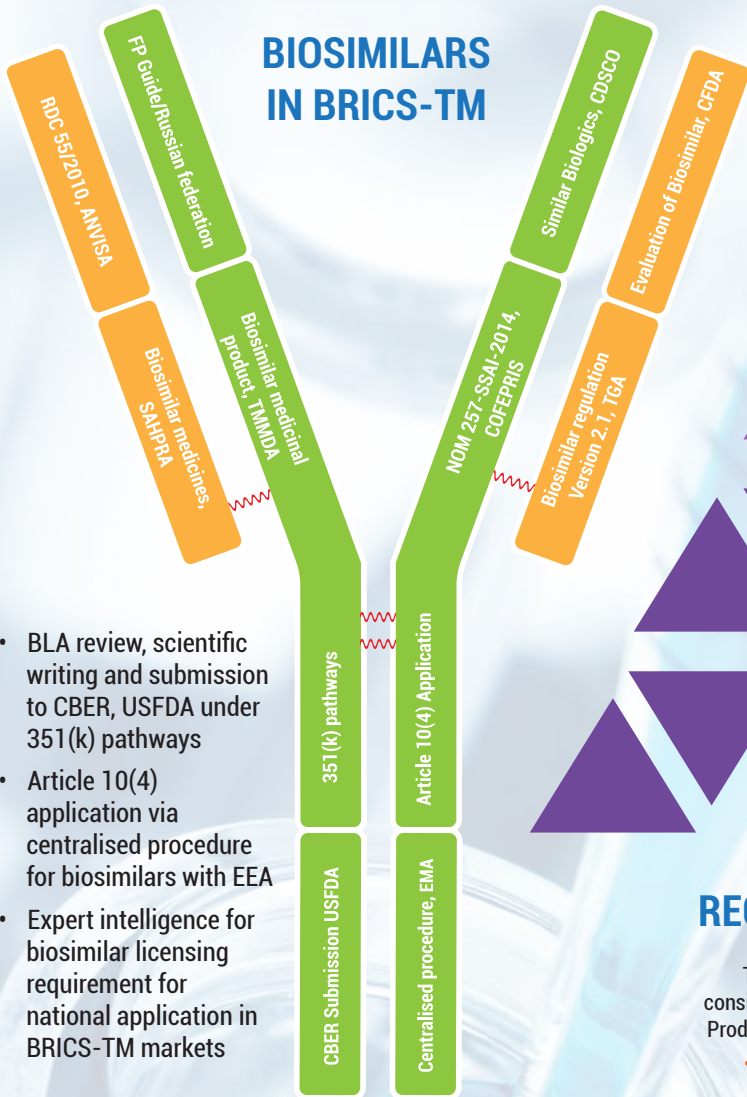 BIOSIMILARS
IN BRICS-TM
RDC 55/2010, ANVISA
FP Guide/Russian federation
Similar Biologics, CDSCO
Evaluation of Biosimilar, CFDA
Biosimilar medicines,
SAHPRA
Biosimilar medicinal
product, TMMDA
NOM 257-SSAI-2014,
COFEPRIS
Biosimilar regulation
Version 2.1, TGA
351(k) pathways
Article 10(4) Application
CBER Submission USFDA
Centralised procedure, EMA
• BLA review, scientific
writing and submission
to CBER, USFDA under
351(k) pathways
• Article 10(4)
application via
centralised procedure
for biosimilars with EEA
• Expert intelligence for
biosimilar licensing
requirement for
national application in
BRICS-TM markets